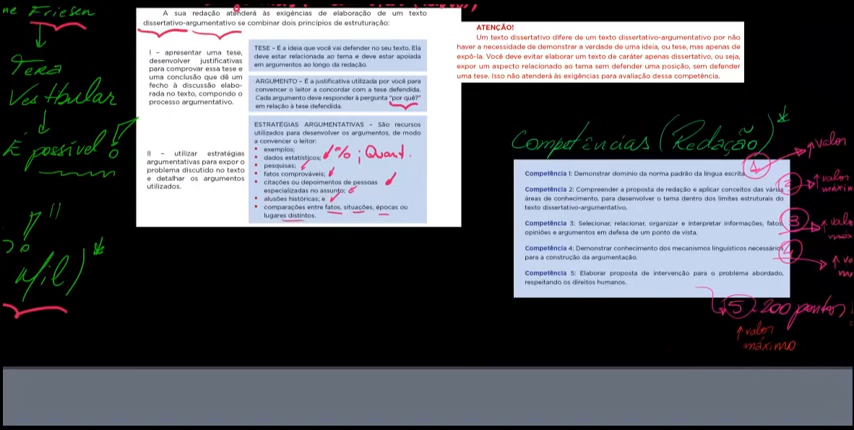 ne Friesen
Terá
Vestibular
É possível!
Mil)
A sua redação atenderá às exigências de elaboração de um texto
dissertativo-argumentativo se combinar dois princípios de estruturação:
I – apresentar uma tese,
desenvolver justificativas
para comprovar essa tese e
uma conclusão que dê um
fecho à discussão elabo-
rada no texto, compondo o
processo argumentativo.
TESE – É a ideia que você vai defender no seu texto. Ela
deve estar relacionada ao tema e deve estar apoiada
em argumentos ao longo da redação.
ARGUMENTO – É a justificativa utilizada por você para
convencer o leitor a concordar com a tese defendida.
Cada argumento deve responder à pergunta "por quê?"
em relação à tese defendida.
II – utilizar estratégias
argumentativas para expor o
problema discutido no texto
e detalhar os argumentos
utilizados.
ESTRATÉGIAS ARGUMENTATIVAS – São recursos
utilizados para desenvolver os argumentos, de modo
a convencer o leitor:
• exemplos;
• dados estatísticos; % ; Quant.
• pesquisas;
• fatos comprováveis;
• citações ou depoimentos de pessoas
especializadas no assunto;
• alusões históricas; e
• comparações entre fatos, situações, épocas ou
lugares distintos.
ATENÇÃO!
Um texto dissertativo difere de um texto dissertativo-argumentativo por não
haver a necessidade de demonstrar a verdade de uma ideia, ou tese, mas apenas de
expô-la. Você deve evitar elaborar um texto de caráter apenas dissertativo, ou seja,
expor um aspecto relacionado ao tema sem defender uma posição, sem defender
uma tese. Isso não atenderá às exigências para avaliação dessa competência.
Competências (Redação)*
Competência 1: Demonstrar domínio da norma padrão da língua escrita.
Competência 2: Compreender a proposta de redação e aplicar conceitos das várias
áreas de conhecimento, para desenvolver o tema dentro dos limites estruturais do
texto dissertativo-argumentativo.
Competência 3: Selecionar, relacionar, organizar e interpretar informações, fatos,
opiniões e argumentos em defesa de um ponto de vista.
Competência 4: Demonstrar conhecimento dos mecanismos linguísticos necessários
para a construção da argumentação.
Competência 5: Elaborar proposta de intervenção para o problema abordado,
respeitando os direitos humanos.
1 ↑ valor
2 ↑ valor
máxim
3 ↑ valo
4 ↑ va
5 200 pontos
↑ valor
máximo